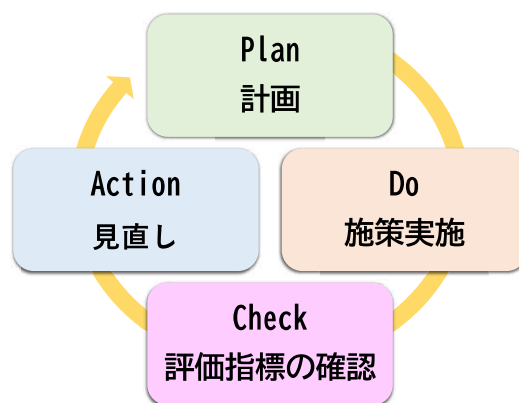 Plan
計画
Action
見直し
Do
施策実施
Check
評価指標の確認